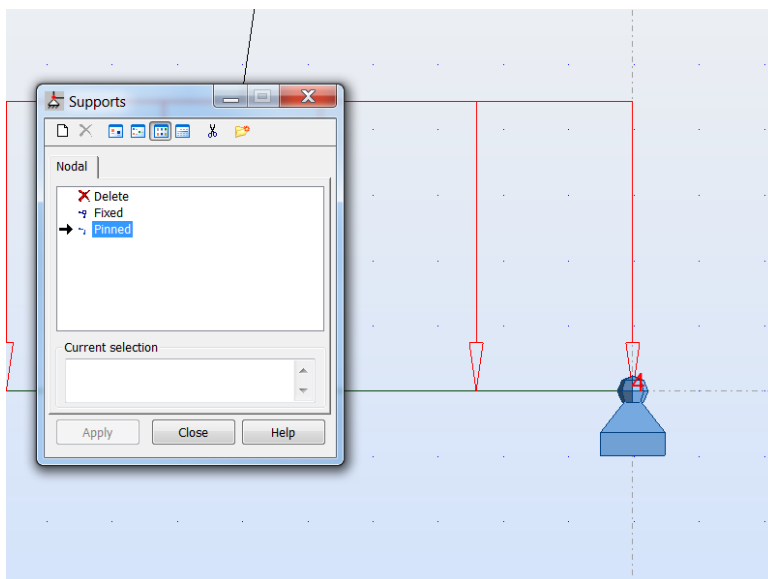 Supports
Nodal
Delete
Fixed
Pinned
Current selection
Apply Close Help
4